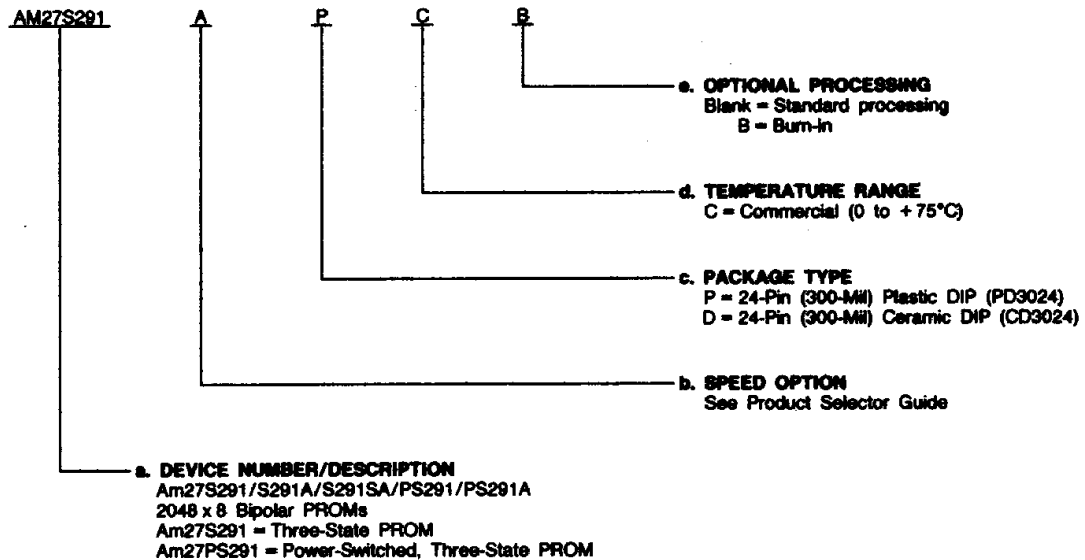 AM27S291 A P C B
e. OPTIONAL PROCESSING
Blank = Standard processing
B = Burn-In
d. TEMPERATURE RANGE
C = Commercial (0 to +75°C)
c. PACKAGE TYPE
P = 24-Pin (300-Mil) Plastic DIP (PD3024)
D = 24-Pin (300-Mil) Ceramic DIP (CD3024)
b. SPEED OPTION
See Product Selector Guide
a. DEVICE NUMBER/DESCRIPTION
Am27S291/S291A/S291SA/PS291/PS291A
2048 x 8 Bipolar PROMs
Am27S291 = Three-State PROM
Am27PS291 = Power-Switched, Three-State PROM